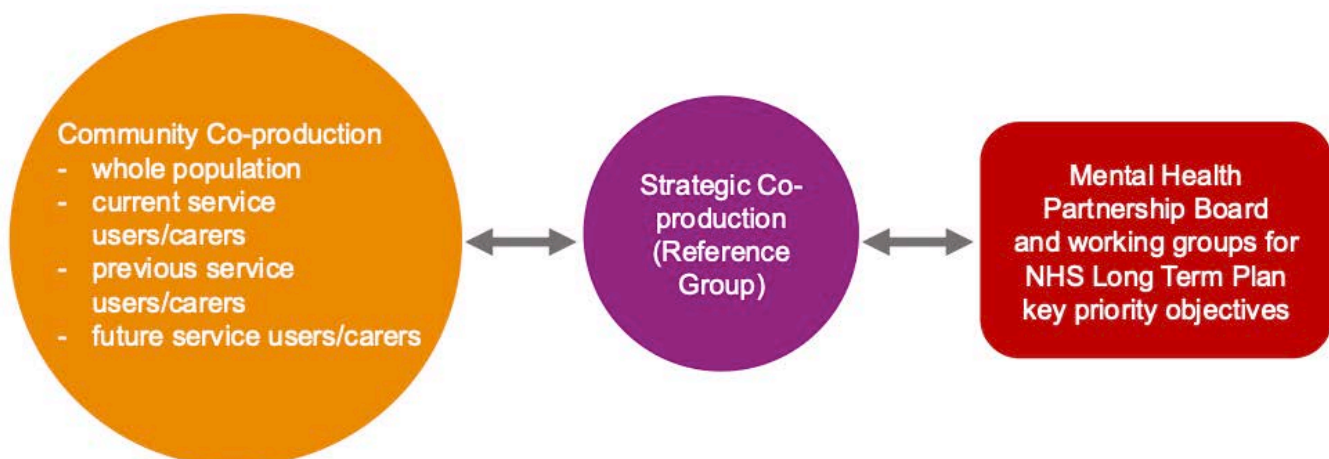 Community Co-production
- whole population
- current service
users/carers
- previous service
users/carers
- future service users/carers
Strategic Co-
production
(Reference
Group)
Mental Health
Partnership Board
and working groups for
NHS Long Term Plan
key priority objectives